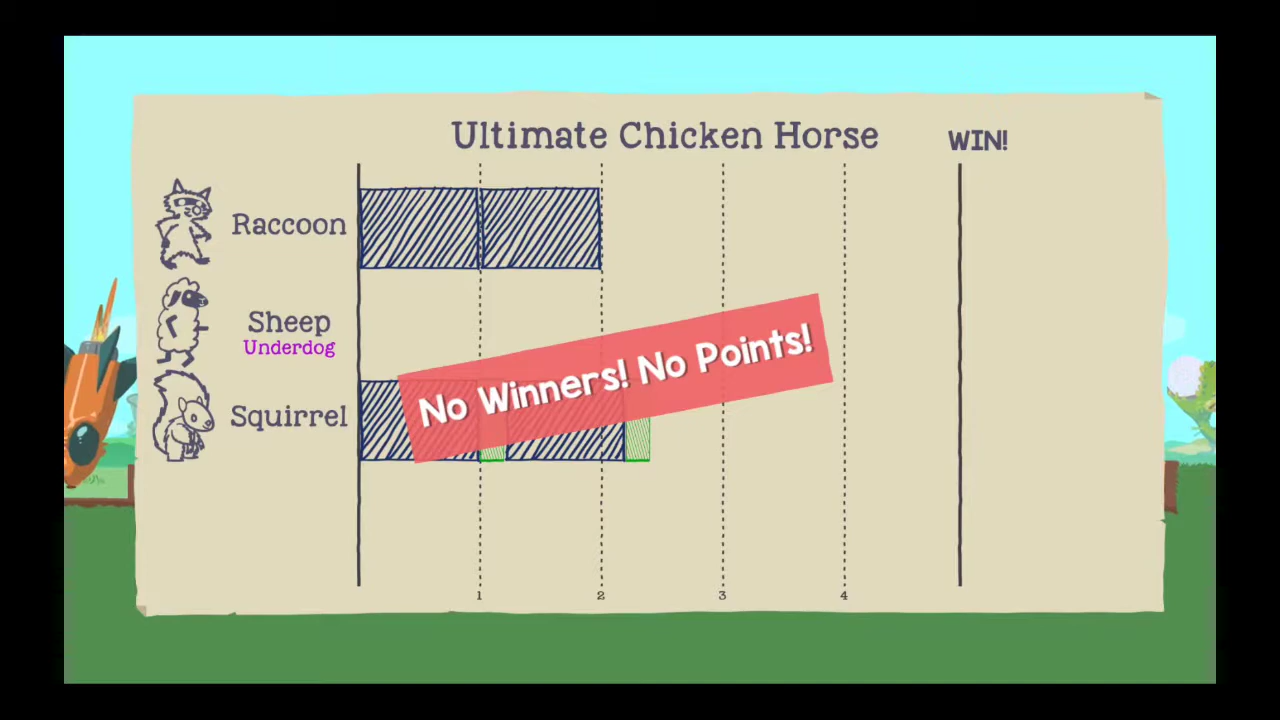 Ultimate Chicken Horse
WIN!
Raccoon
Sheep
Underdog
No Winners! No Points!
Squirrel
1 2 3 4